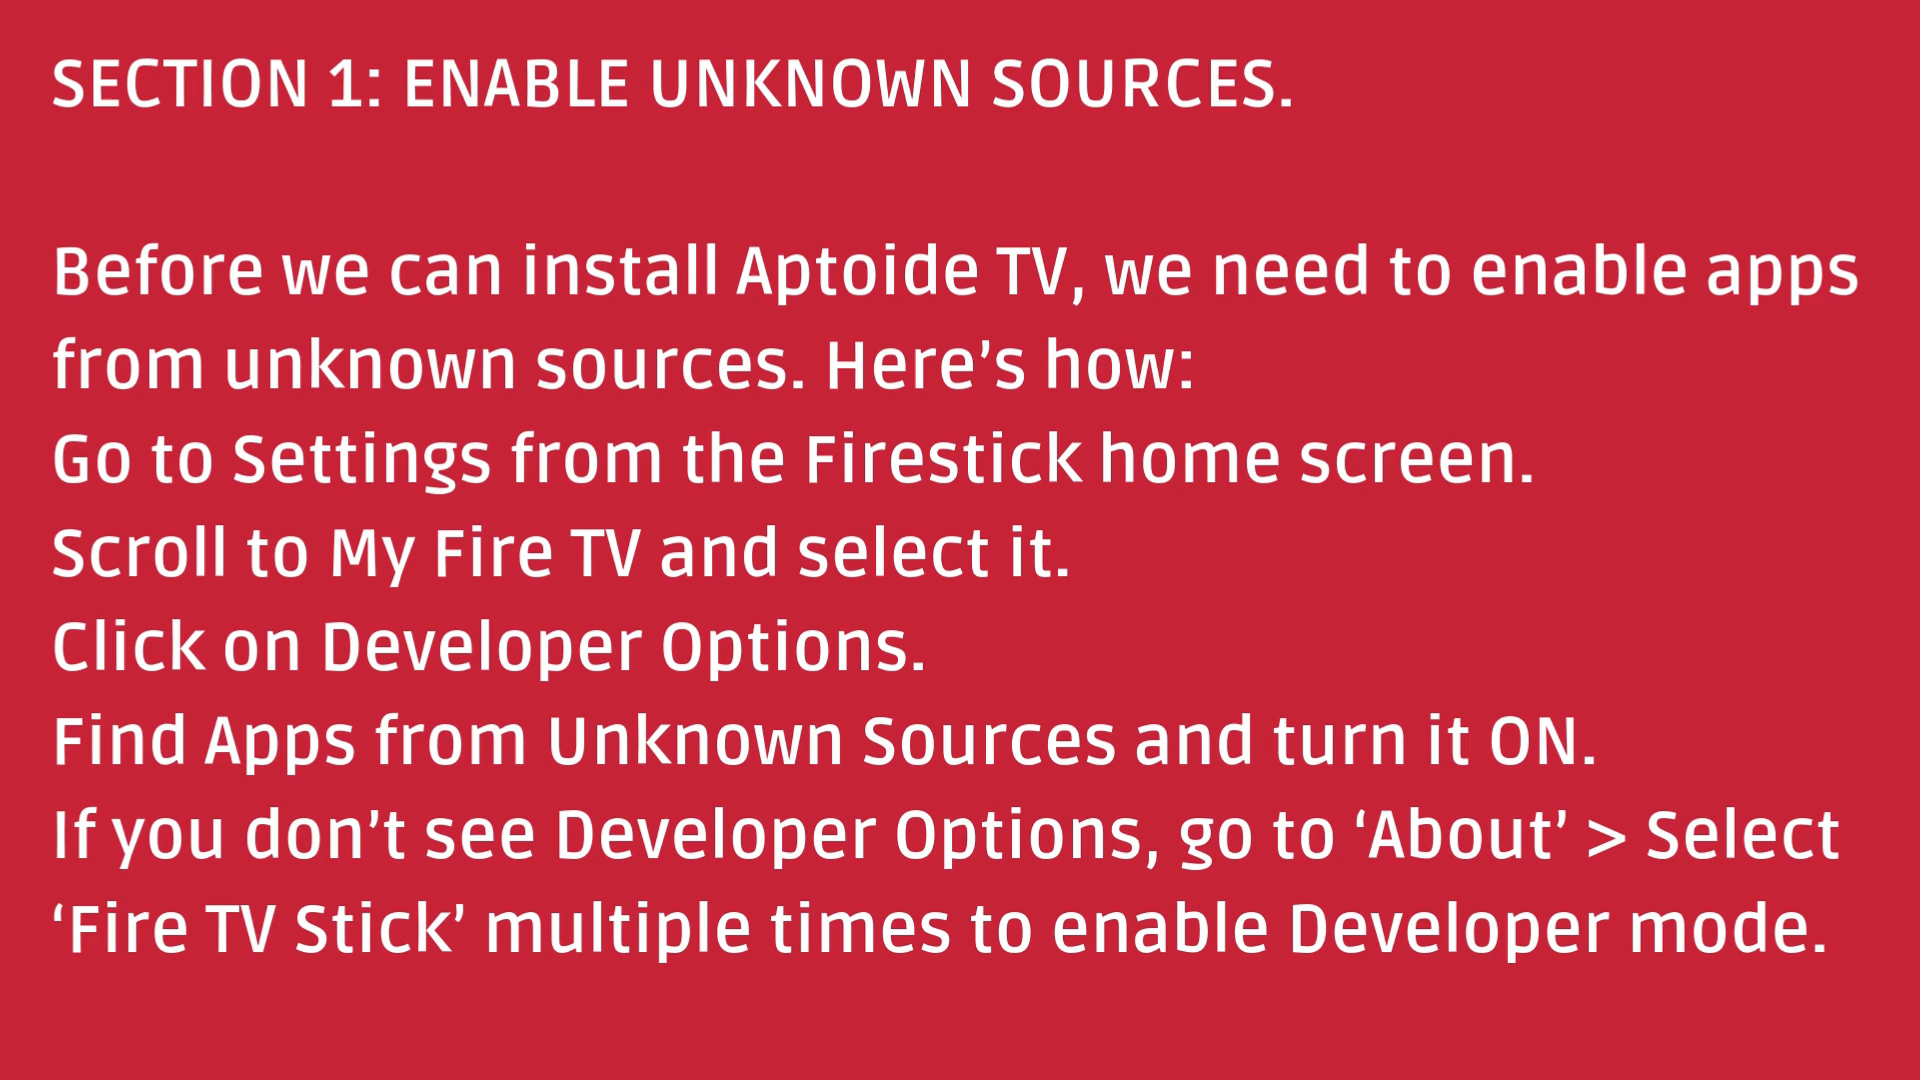 SECTION 1: ENABLE UNKNOWN SOURCES.
Before we can install Aptoide TV, we need to enable apps
from unknown sources. Here’s how:
Go to Settings from the Firestick home screen.
Scroll to My Fire TV and select it.
Click on Developer Options.
Find Apps from Unknown Sources and turn it ON.
If you don’t see Developer Options, go to ‘About’ > Select
‘Fire TV Stick’ multiple times to enable Developer mode.